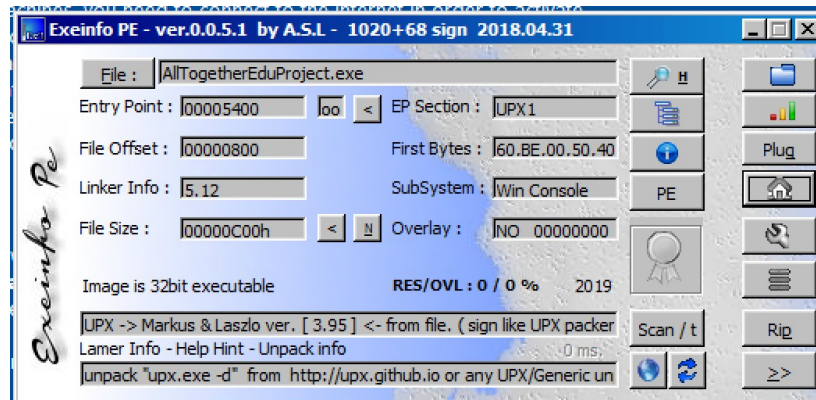 Exeinfo PE - ver.0.0.5.1 by A.S.L - 1020+68 sign 2018.04.31
File : AllTogetherEduProject.exe H
Entry Point : 00005400 oo < EP Section : UPX1
File Offset : 00000800 First Bytes : 60.BE.00.50.40 Plug
Linker Info : 5.12 SubSystem : Win Console PE
File Size : 00000C00h < N Overlay : NO 00000000
Exeinfo Pe
Image is 32bit executable RES/OVL : 0 / 0 % 2019
UPX -> Markus & Laszlo ver. [ 3.95 ] <- from file. ( sign like UPX packer Scan / t Rip
Lamer Info - Help Hint - Unpack info 0 ms.
unpack "upx.exe -d" from http://upx.github.io or any UPX/Generic un >>